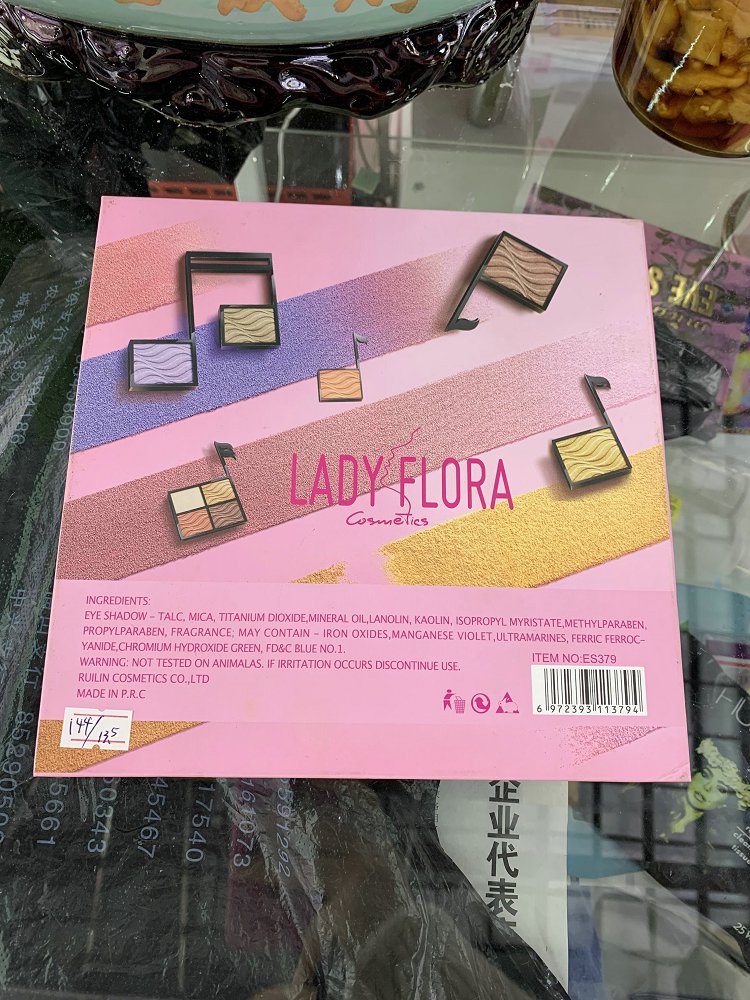 EYE S
LADY FLORA
Cosmetics
INGREDIENTS:
EYE SHADOW – TALC, MICA, TITANIUM DIOXIDE,MINERAL OIL,LANOLIN, KAOLIN, ISOPROPYL MYRISTATE,METHYLPARABEN,
PROPYLPARABEN, FRAGRANCE; MAY CONTAIN – IRON OXIDES,MANGANESE VIOLET,ULTRAMARINES, FERRIC FERROC-
YANIDE,CHROMIUM HYDROXIDE GREEN, FD&C BLUE NO.1.
WARNING: NOT TESTED ON ANIMALAS. IF IRRITATION OCCURS DISCONTINUE USE.
RUILIN COSMETICS CO.,LTD
MADE IN P.R.C
ITEM NO:ES379
6 972393 113794
144/13.5
企业代表